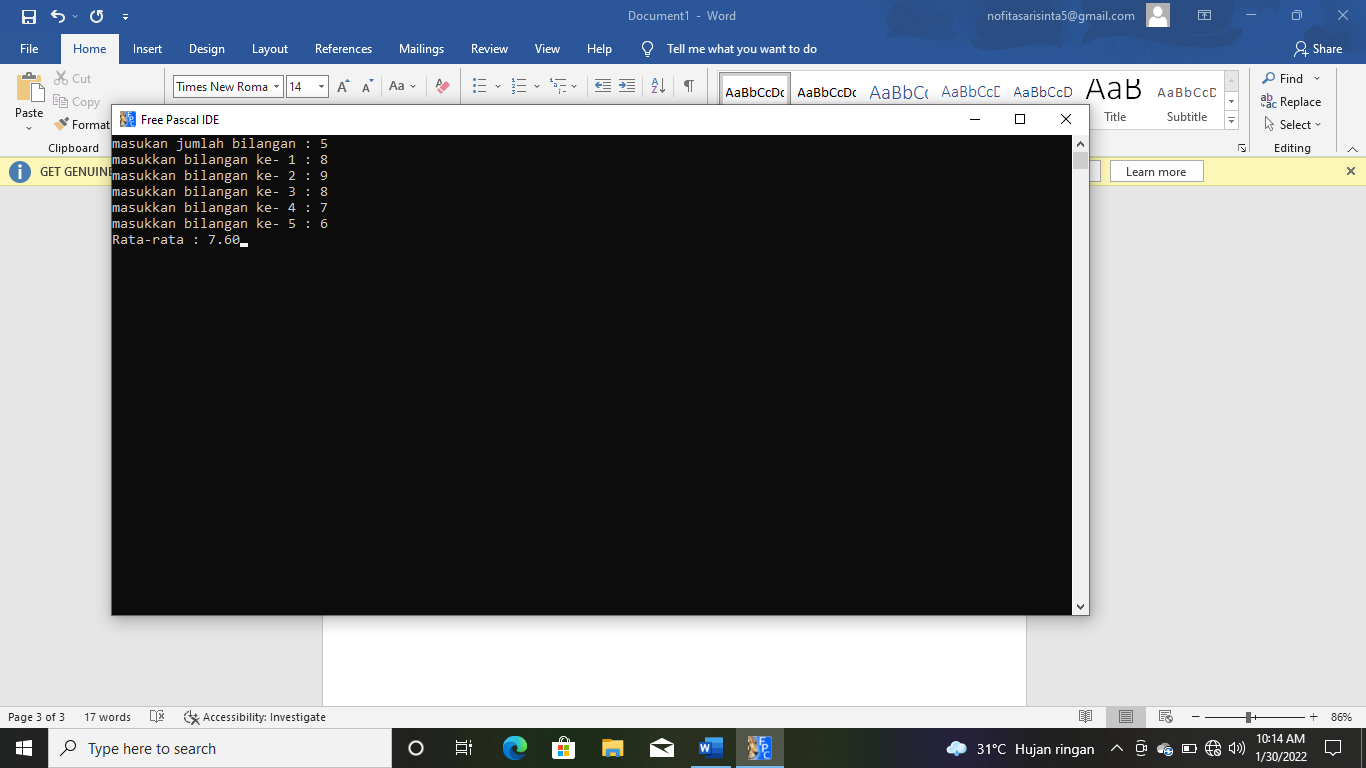 Document1 - Word
nofitasarisinta5@gmail.com
File Home Insert Design Layout References Mailings Review View Help Tell me what you want to do Share
Paste
Cut
Copy
Format
Clipboard
Times New Roma 14
Aa
AaBbCcDc AaBbCcDc AaBbC AaBbCcD
AaB
Title
AaBbCcD
Subtitle
Find
Replace
Select
Editing
GET GENUINE
Learn more
Free Pascal IDE
masukan jumlah bilangan : 5
masukkan bilangan ke- 1 : 8
masukkan bilangan ke- 2 : 9
masukkan bilangan ke- 3 : 8
masukkan bilangan ke- 4 : 7
masukkan bilangan ke- 5 : 6
Rata-rata : 7.60
Page 3 of 3 17 words Accessibility: Investigate 86%
Type here to search
31°C Hujan ringan
10:14 AM
1/30/2022